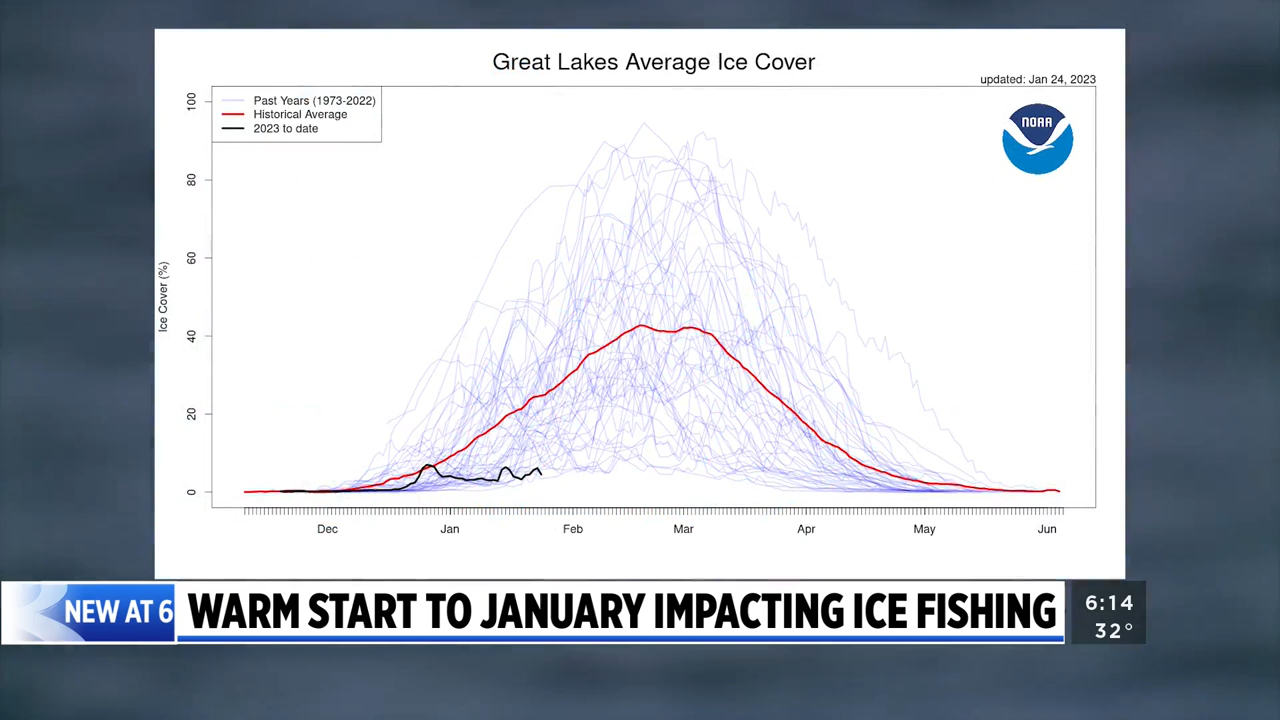 Great Lakes Average Ice Cover
updated: Jan 24, 2023
Past Years (1973-2022)
Historical Average
2023 to date
NOAA
100
80
60
40
20
0
Ice Cover (%)
Dec Jan Feb Mar Apr May Jun
NEW AT 6 WARM START TO JANUARY IMPACTING ICE FISHING
6:14
32°